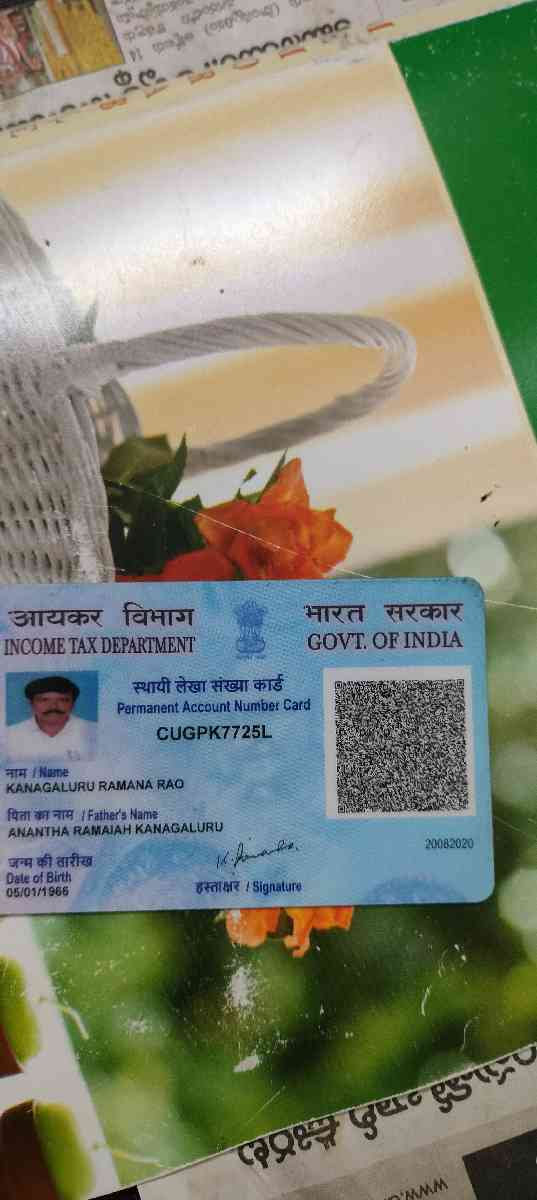 आयकर विभाग
INCOME TAX DEPARTMENT
भारत सरकार
GOVT. OF INDIA
स्थायी लेखा संख्या कार्ड
Permanent Account Number Card
CUGPK7725L
नाम / Name
KANAGALURU RAMANA RAO
पिता का नाम / Father's Name
ANANTHA RAMAIAH KANAGALURU
जन्म की तारीख
Date of Birth
05/01/1966
हस्ताक्षर / Signature
20082020
www.